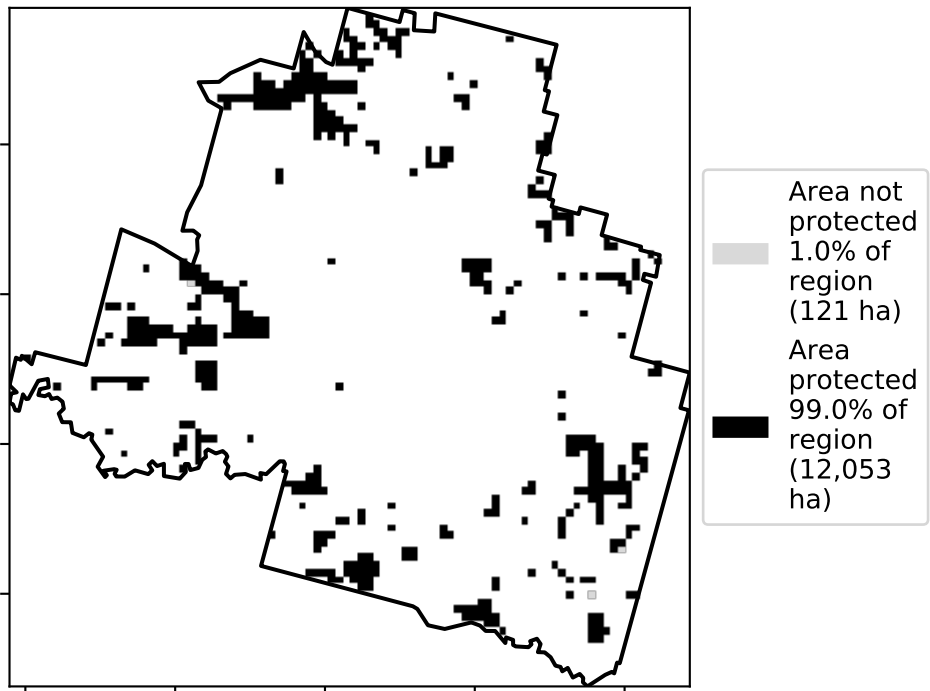 Area not
protected
1.0% of
region
(121 ha)
Area
protected
99.0% of
region
(12,053
ha)